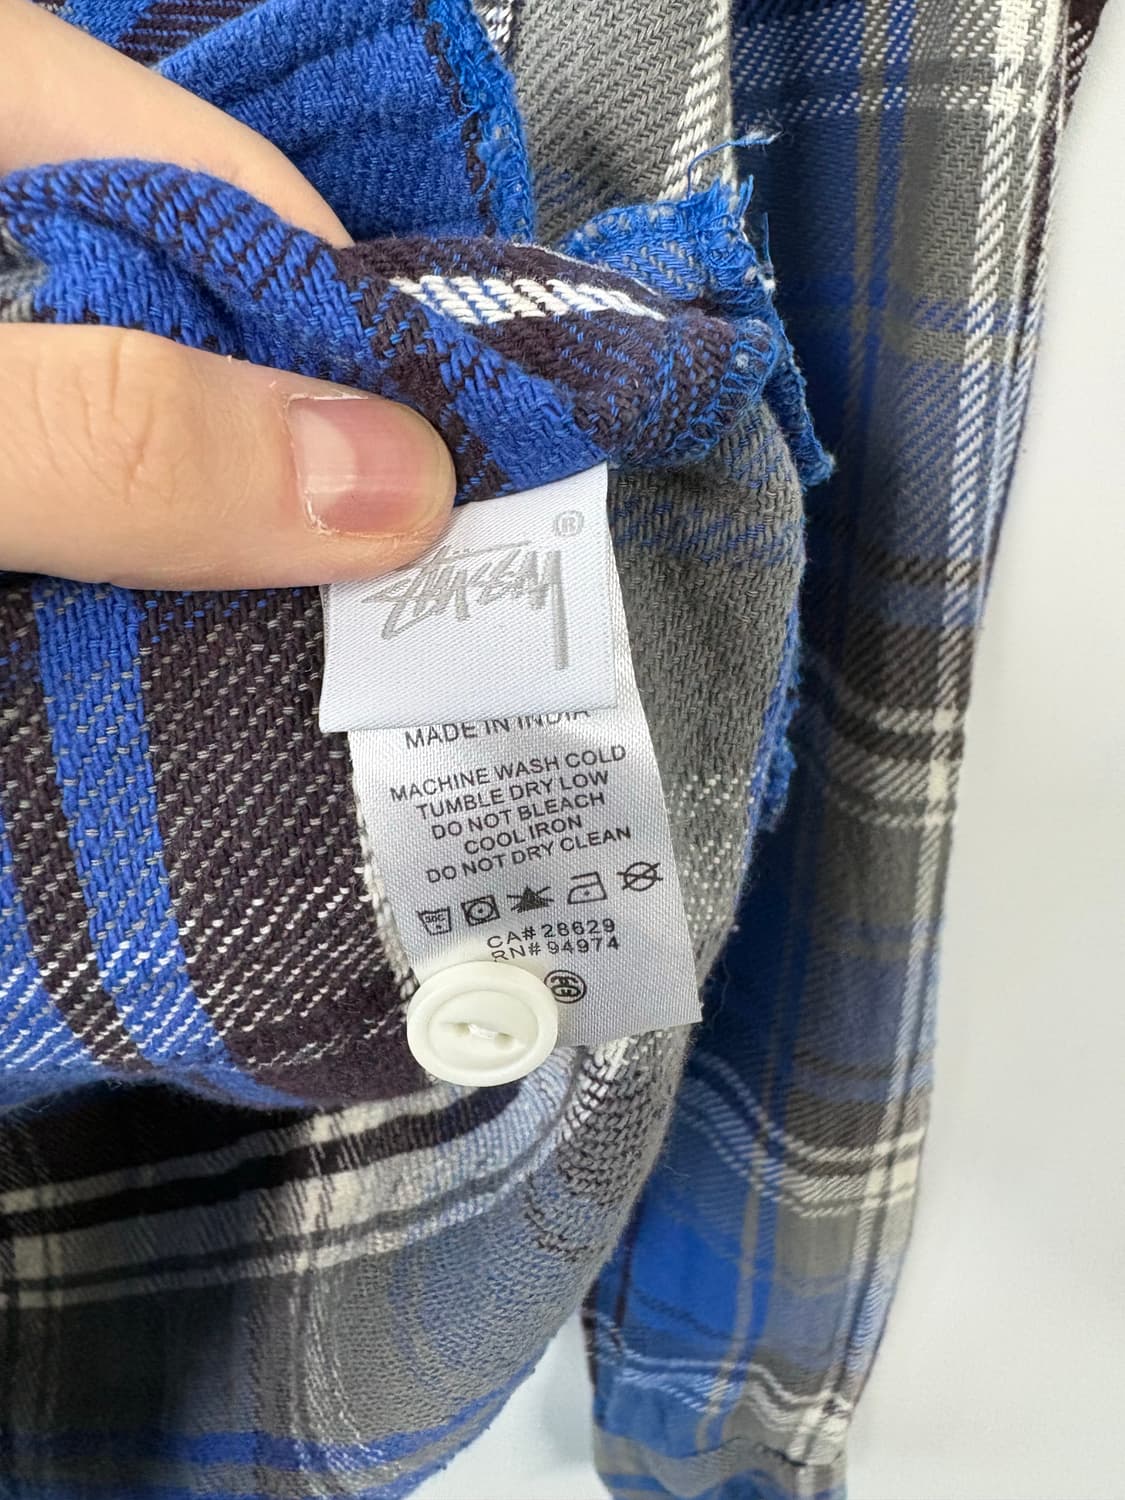 STÜSSY®
MADE IN INDIA
MACHINE WASH COLD
TUMBLE DRY LOW
DO NOT BLEACH
COOL IRON
DO NOT DRY CLEAN
30C
CA# 28629
RN# 94974